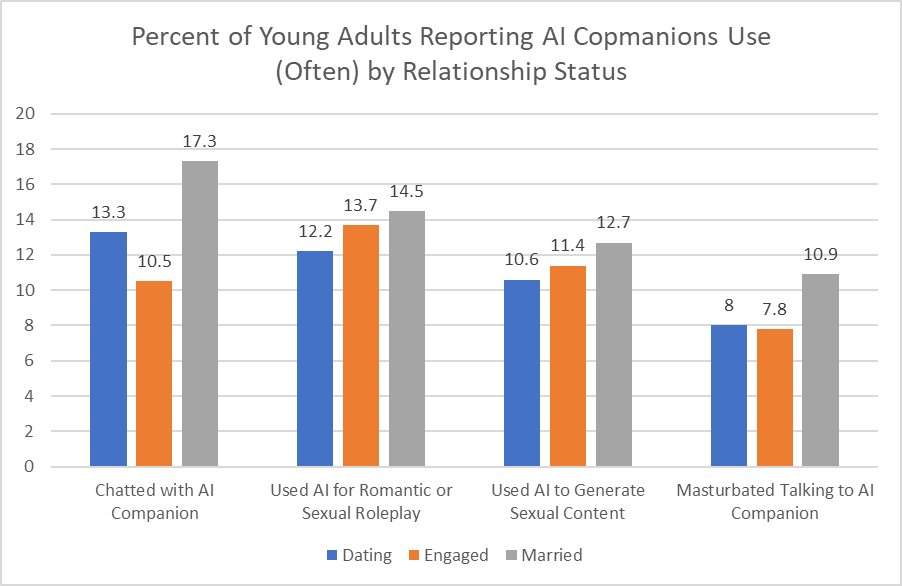 Percent of Young Adults Reporting AI Copmanions Use
(Often) by Relationship Status
20
18
16
14
12
10
8
6
4
2
0
13.3
10.5
17.3
12.2
13.7
14.5
10.6
11.4
12.7
8
7.8
10.9
Chatted with AI
Companion
Used AI for Romantic or
Sexual Roleplay
Used AI to Generate
Sexual Content
Masturbated Talking to AI
Companion
Dating
Engaged
Married